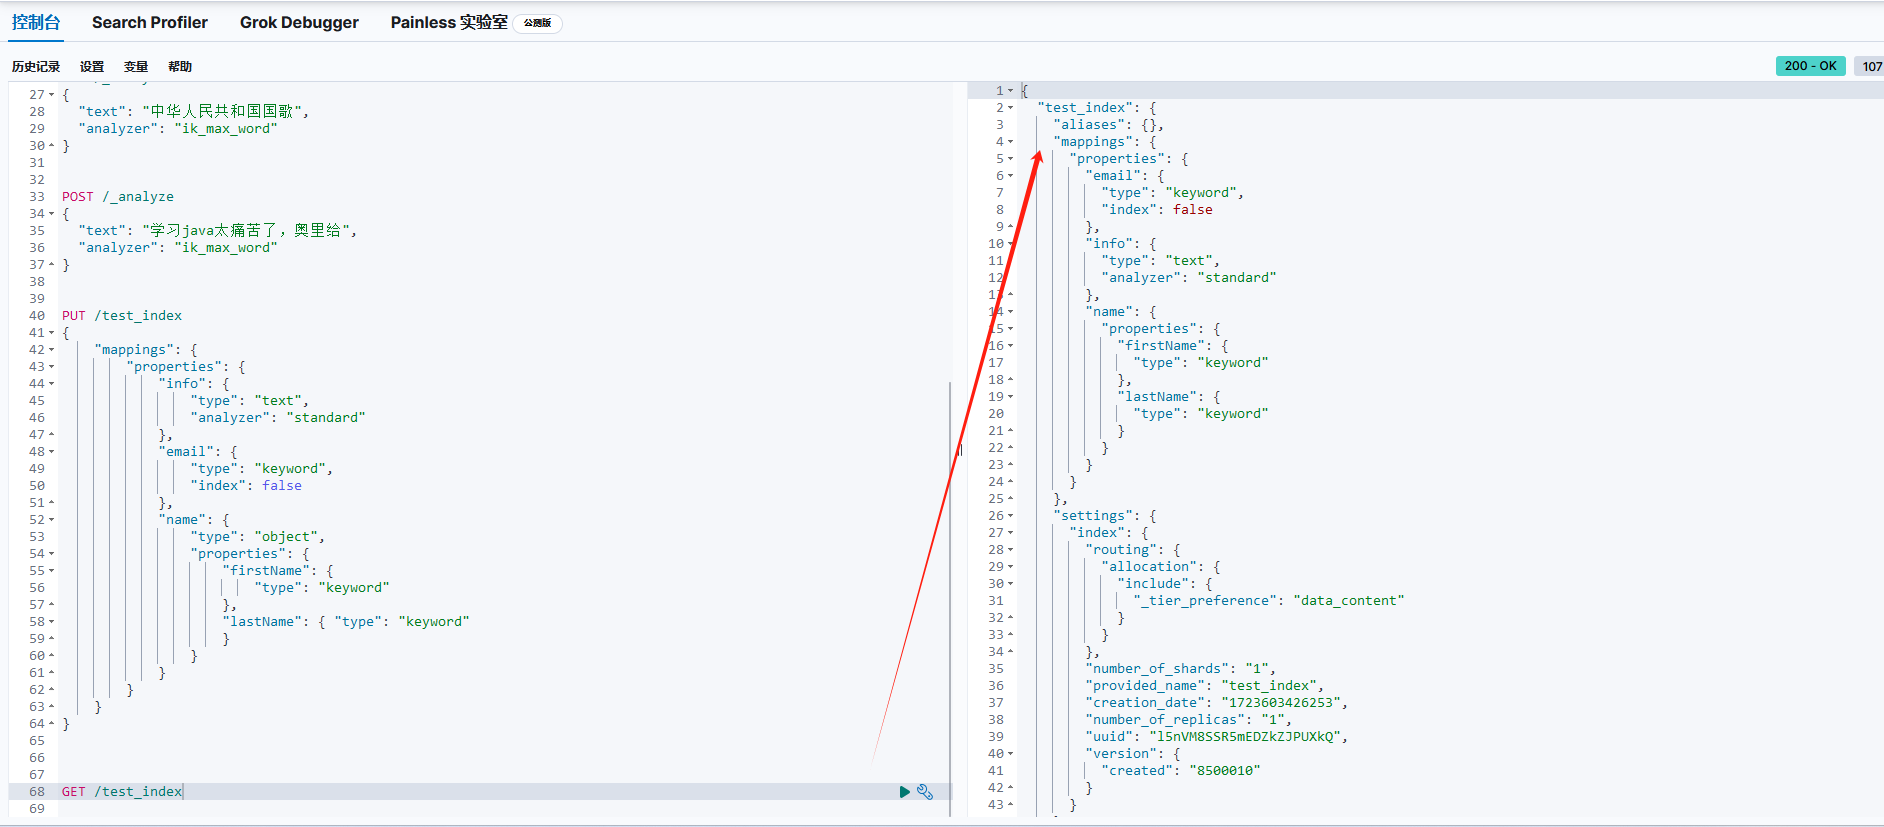 控制台 Search Profiler Grok Debugger Painless 实验室 公测版
历史记录 设置 变量 帮助
200 - OK 107
27 {
28 "text": "中华人民共和国国歌",
29 "analyzer": "ik_max_word"
30 }
31
32
33 POST /_analyze
34 {
35 "text": "学习java太痛苦了，奥里给",
36 "analyzer": "ik_max_word"
37 }
38
39
40 PUT /test_index
41 {
42 "mappings": {
43 "properties": {
44 "info": {
45 "type": "text",
46 "analyzer": "standard"
47 },
48 "email": {
49 "type": "keyword",
50 "index": false
51 },
52 "name": {
53 "type": "object",
54 "properties": {
55 "firstName": {
56 "type": "keyword"
57 },
58 "lastName": { "type": "keyword"
59 }
60 }
61 }
62 }
63 }
64 }
65
66
67
68 GET /test_index
69
1 {
2 "test_index": {
3 "aliases": {},
4 "mappings": {
5 "properties": {
6 "email": {
7 "type": "keyword",
8 "index": false
9 },
10 "info": {
11 "type": "text",
12 "analyzer": "standard"
13 },
14 "name": {
15 "properties": {
16 "firstName": {
17 "type": "keyword"
18 },
19 "lastName": {
20 "type": "keyword"
21 }
22 }
23 }
24 }
25 },
26 "settings": {
27 "index": {
28 "routing": {
29 "allocation": {
30 "include": {
31 "_tier_preference": "data_content"
32 }
33 }
34 },
35 "number_of_shards": "1",
36 "provided_name": "test_index",
37 "creation_date": "1723603426253",
38 "number_of_replicas": "1",
39 "uuid": "l5nVM8SSR5mEDZkZJPUXkQ",
40 "version": {
41 "created": "8500010"
42 }
43 }